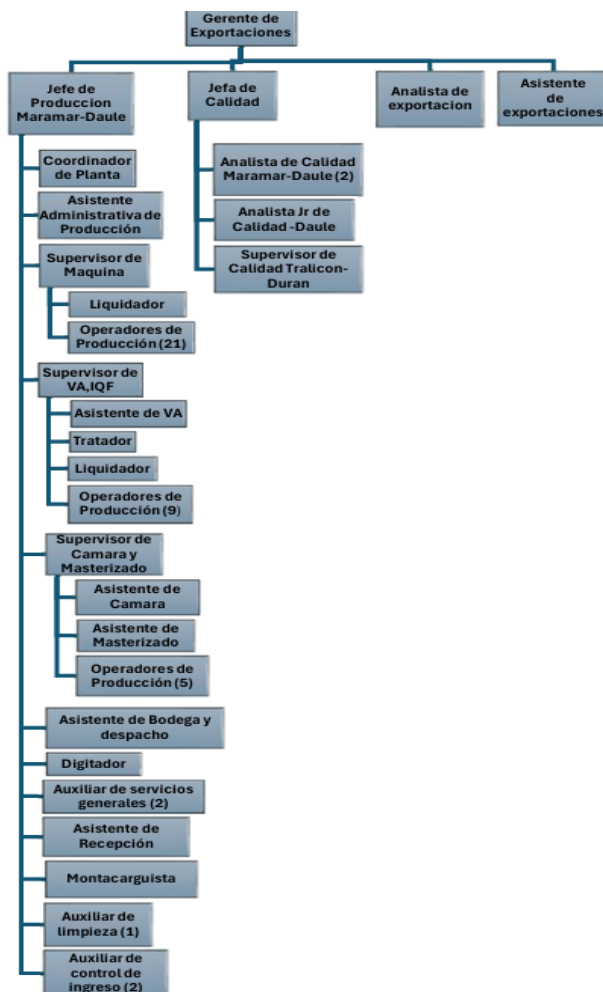 Gerente de
Exportaciones
Jefe de
Produccion
Maramar-Daule
Jefa de
Calidad
Analista de
exportacion
Asistente
de
exportaciones
Coordinador
de Planta
Asistente
Administrativa de
Producción
Supervisor de
Maquina
Liquidador
Operadores de
Producción (21)
Supervisor de
VA,IQF
Asistente de VA
Tratador
Liquidador
Operadores de
Producción (9)
Supervisor de
Camara y
Masterizado
Asistente de
Camara
Asistente de
Masterizado
Operadores de
Producción (5)
Asistente de Bodega y
despacho
Digitador
Auxiliar de servicios
generales (2)
Asistente de
Recepción
Montacarguista
Auxiliar de
limpieza (1)
Auxiliar de
control de
ingreso (2)
Analista de Calidad
Maramar-Daule (2)
Analista Jr de
Calidad -Daule
Supervisor de
Calidad Tralicon-
Duran